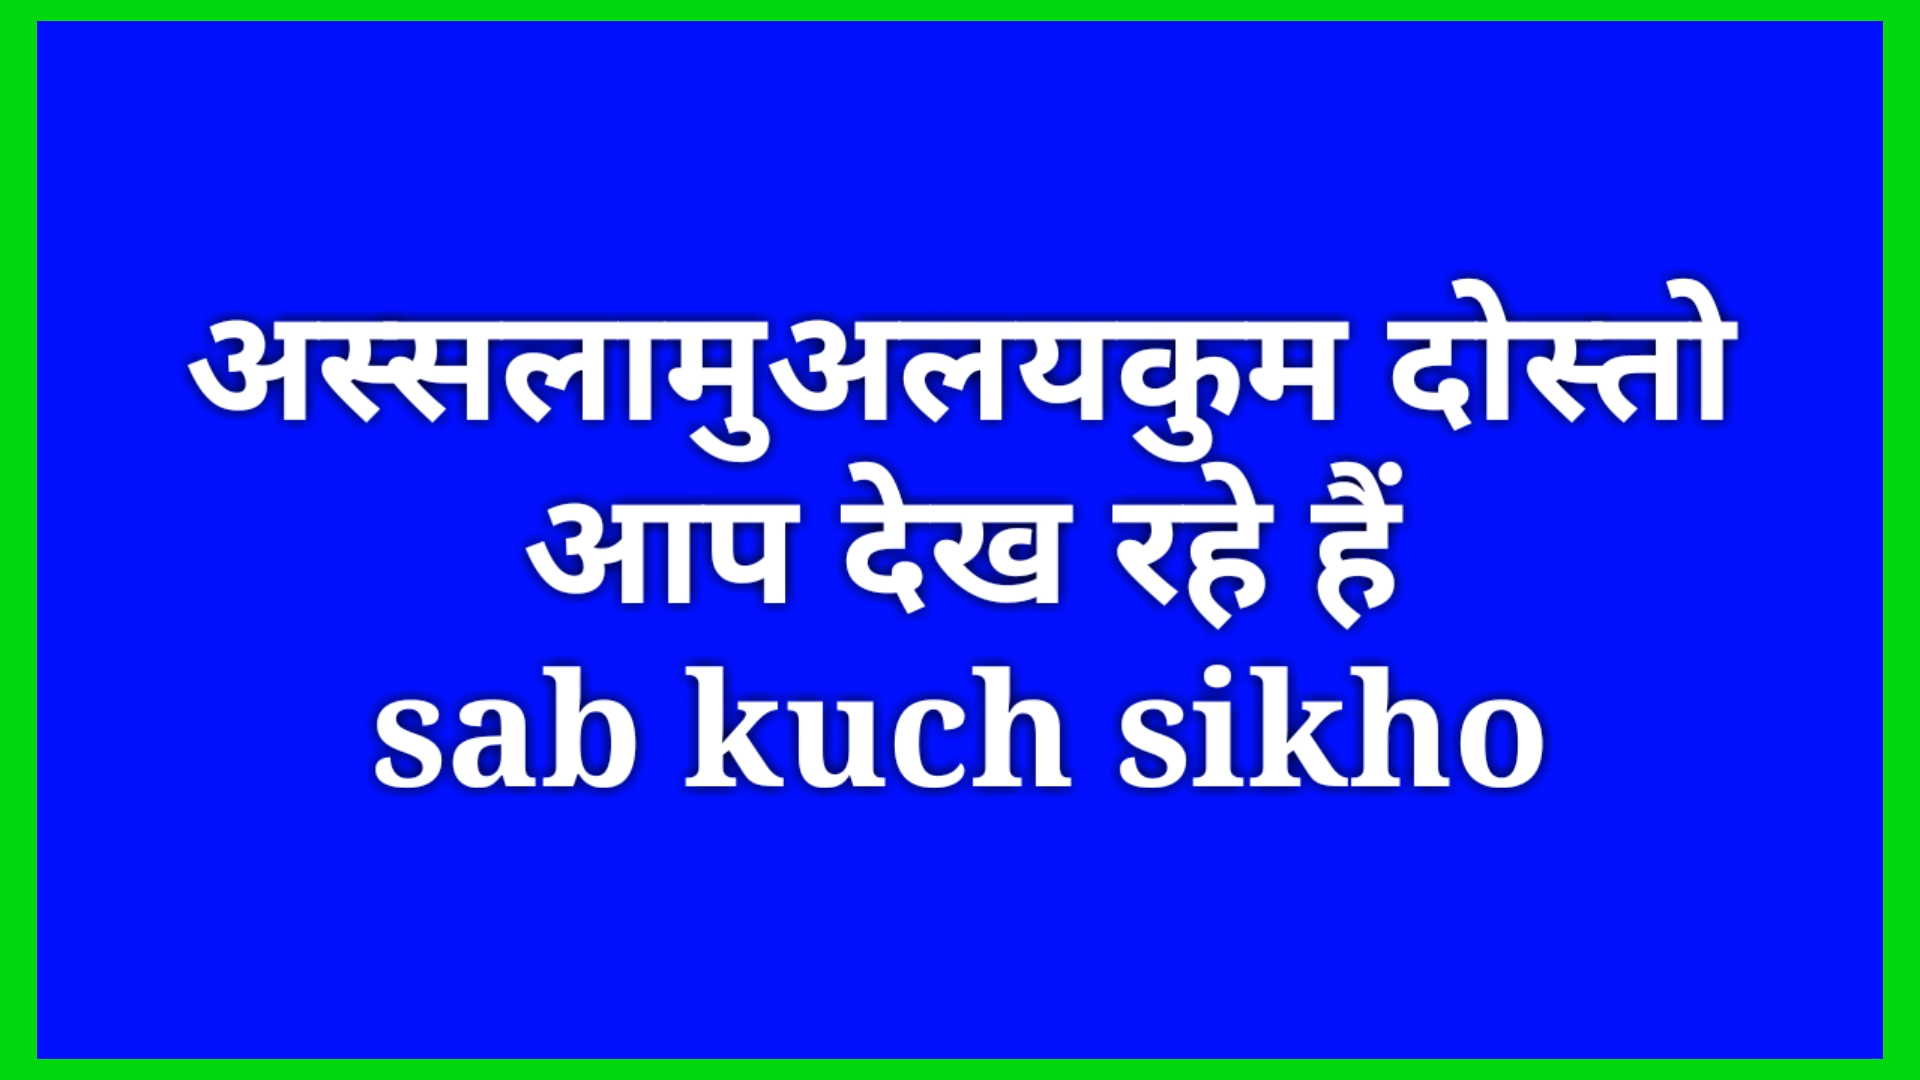 अस्सलामुअलयकुम दोस्तो
आप देख रहे हैं
sab kuch sikho